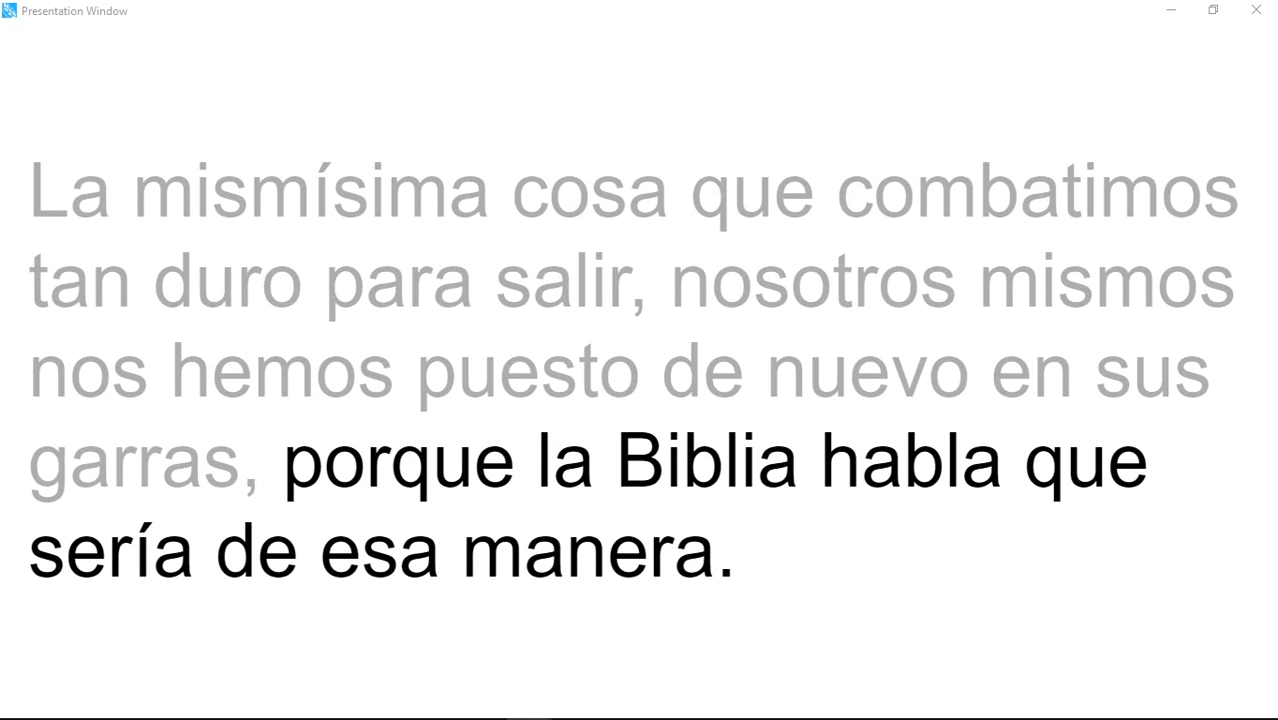 Presentation Window
La mismísima cosa que combatimos
tan duro para salir, nosotros mismos
nos hemos puesto de nuevo en sus
garras, porque la Biblia habla que
sería de esa manera.